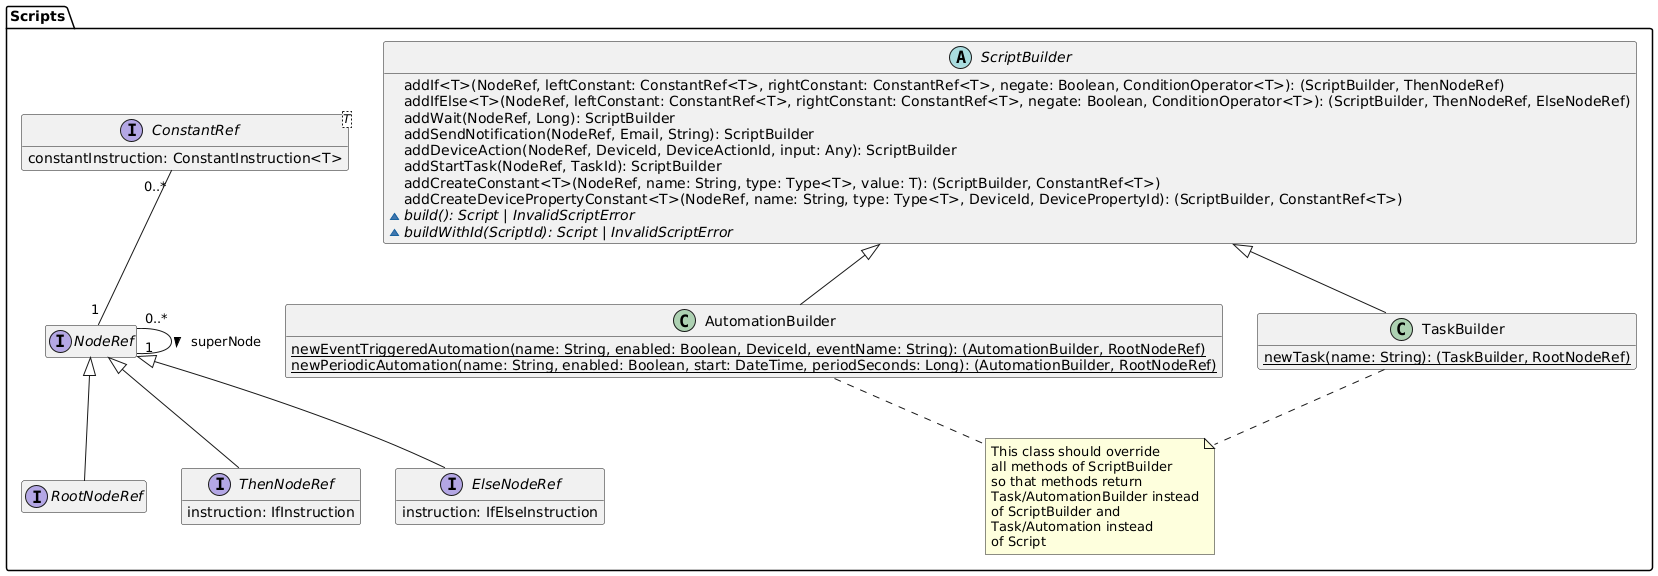 Scripts
A ScriptBuilder
addIf<T>(NodeRef, leftConstant: ConstantRef<T>, rightConstant: ConstantRef<T>, negate: Boolean, ConditionOperator<T>): (ScriptBuilder, ThenNodeRef)
addIfElse<T>(NodeRef, leftConstant: ConstantRef<T>, rightConstant: ConstantRef<T>, negate: Boolean, ConditionOperator<T>): (ScriptBuilder, ThenNodeRef, ElseNodeRef)
addWait(NodeRef, Long): ScriptBuilder
addSendNotification(NodeRef, Email, String): ScriptBuilder
addDeviceAction(NodeRef, DeviceId, DeviceActionId, input: Any): ScriptBuilder
addStartTask(NodeRef, TaskId): ScriptBuilder
addCreateConstant<T>(NodeRef, name: String, type: Type<T>, value: T): (ScriptBuilder, ConstantRef<T>)
addCreateDevicePropertyConstant<T>(NodeRef, name: String, type: Type<T>, DeviceId, DevicePropertyId): (ScriptBuilder, ConstantRef<T>)
build(): Script | InvalidScriptError
buildWithId(ScriptId): Script | InvalidScriptError
I ConstantRef
T
constantInstruction: ConstantInstruction<T>
0..*
1
I NodeRef
0..*
1
superNode
C AutomationBuilder
newEventTriggeredAutomation(name: String, enabled: Boolean, DeviceId, eventName: String): (AutomationBuilder, RootNodeRef)
newPeriodicAutomation(name: String, enabled: Boolean, start: DateTime, periodSeconds: Long): (AutomationBuilder, RootNodeRef)
C TaskBuilder
newTask(name: String): (TaskBuilder, RootNodeRef)
I RootNodeRef
I ThenNodeRef
instruction: IfInstruction
I ElseNodeRef
instruction: IfElseInstruction
This class should override
all methods of ScriptBuilder
so that methods return
Task/AutomationBuilder instead
of ScriptBuilder and
Task/Automation instead
of Script